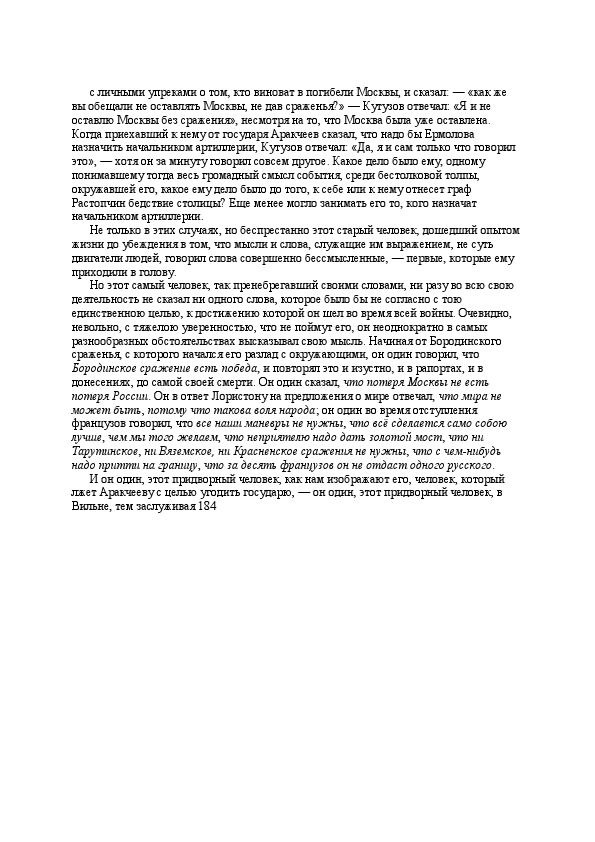 с личными упреками о том, кто виноват в погибели Москвы, и сказал: — «как же
вы обещали не оставлять Москвы, не дав сраженья?» — Кутузов отвечал: «Я и не
оставлю Москвы без сражения», несмотря на то, что Москва была уже оставлена.
Когда приехавший к нему от государя Аракчеев сказал, что надо бы Ермолова
назначить начальником артиллерии, Кутузов отвечал: «Да, я и сам только что говорил
это», — хотя он за минуту говорил совсем другое. Какое дело было ему, одному
понимавшему тогда весь громадный смысл события, среди бестолковой толпы,
окружавшей его, какое ему дело было до того, к себе или к нему отнесет граф
Растопчин бедствие столицы? Еще менее могло занимать его то, кого назначат
начальником артиллерии.
Не только в этих случаях, но беспрестанно этот старый человек, дошедший опытом
жизни до убеждения в том, что мысли и слова, служащие им выражением, не суть
двигатели людей, говорил слова совершенно бессмысленные, — первые, которые ему
приходили в голову.
Но этот самый человек, так пренебрегавший своими словами, ни разу во всю свою
деятельность не сказал ни одного слова, которое было бы не согласно с тою
единственною целью, к достижению которой он шел во время всей войны. Очевидно,
невольно, с тяжелою уверенностью, что не поймут его, он неоднократно в самых
разнообразных обстоятельствах высказывал свою мысль. Начиная от Бородинского
сраженья, с которого начался его разлад с окружающими, он один говорил, что
Бородинское сражение есть победа, и повторял это и изустно, и в рапортах, и в
донесениях, до самой своей смерти. Он один сказал, что потеря Москвы не есть
потеря России. Он в ответ Лористону на предложения о мире отвечал, что мира не
может быть, потому что такова воля народа; он один во время отступления
французов говорил, что все наши маневры не нужны, что всё сделается само собою
лучше, чем мы того желаем, что неприятелю надо дать золотой мост, что ни
Тарутинское, ни Вяземское, ни Красненское сражения не нужны, что с чем-нибудь
надо притти на границу, что за десять французов он не отдаст одного русского.
И он один, этот придворный человек, как нам изображают его, человек, который
лжет Аракчееву с целью угодить государю, — он один, этот придворный человек, в
Вильне, тем заслуживая 184